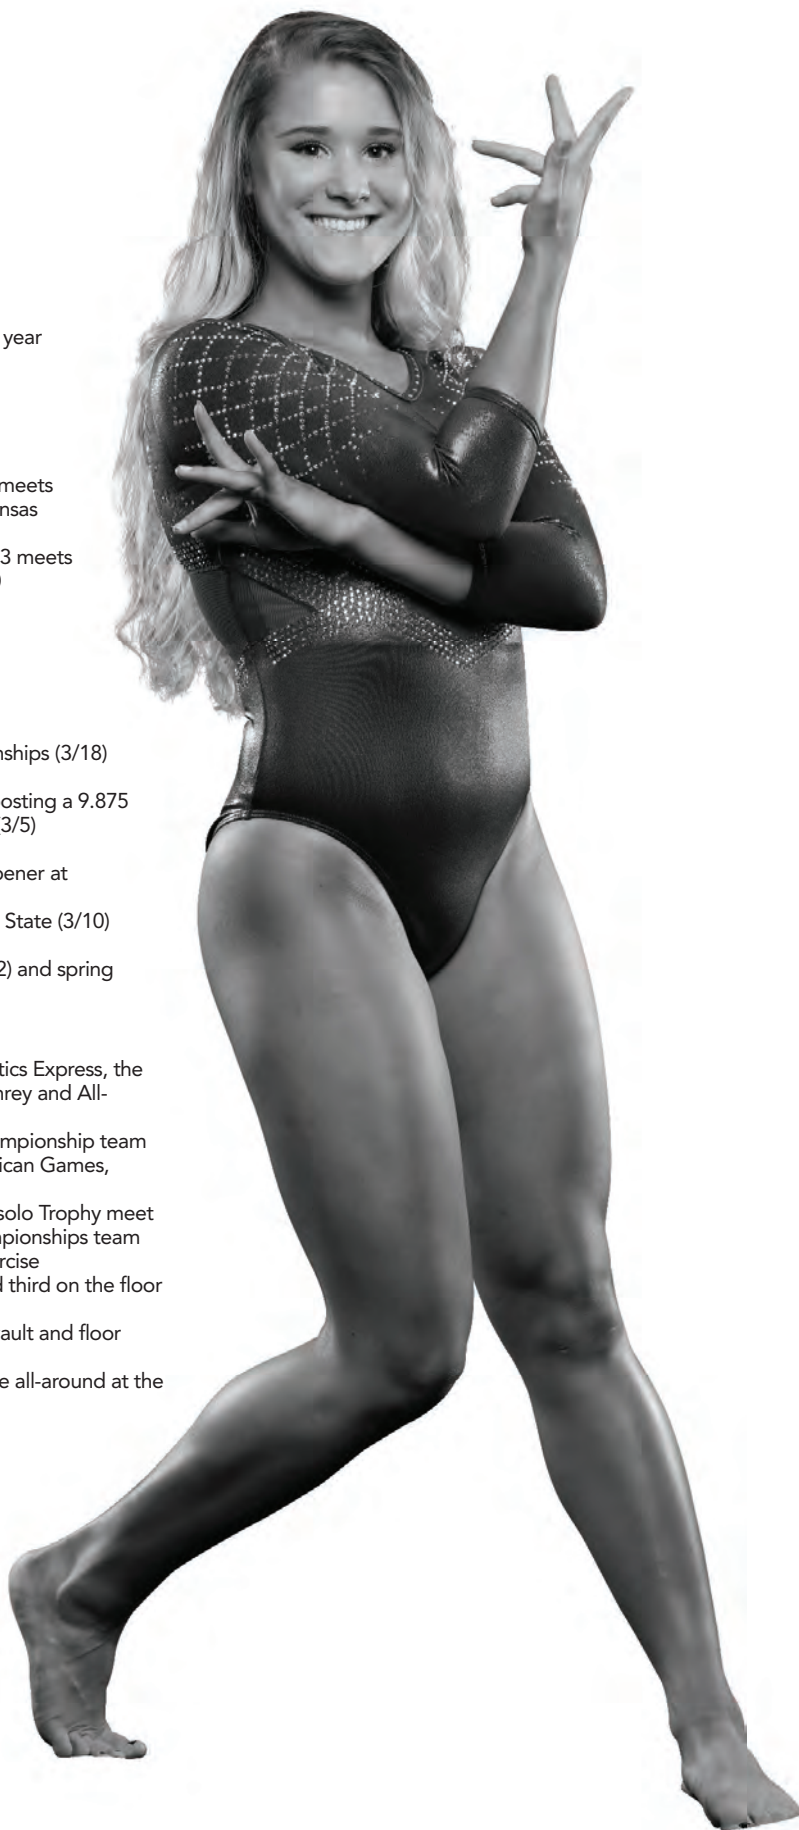 year
meets
nsas
3 meets
)
nships (3/18)
osting a 9.875
3/5)
pener at
State (3/10)
2) and spring
tics Express, the
nrey and All-
mpionship team
ican Games,
solo Trophy meet
pionships team
rcise
d third on the floor
ault and floor
e all-around at the